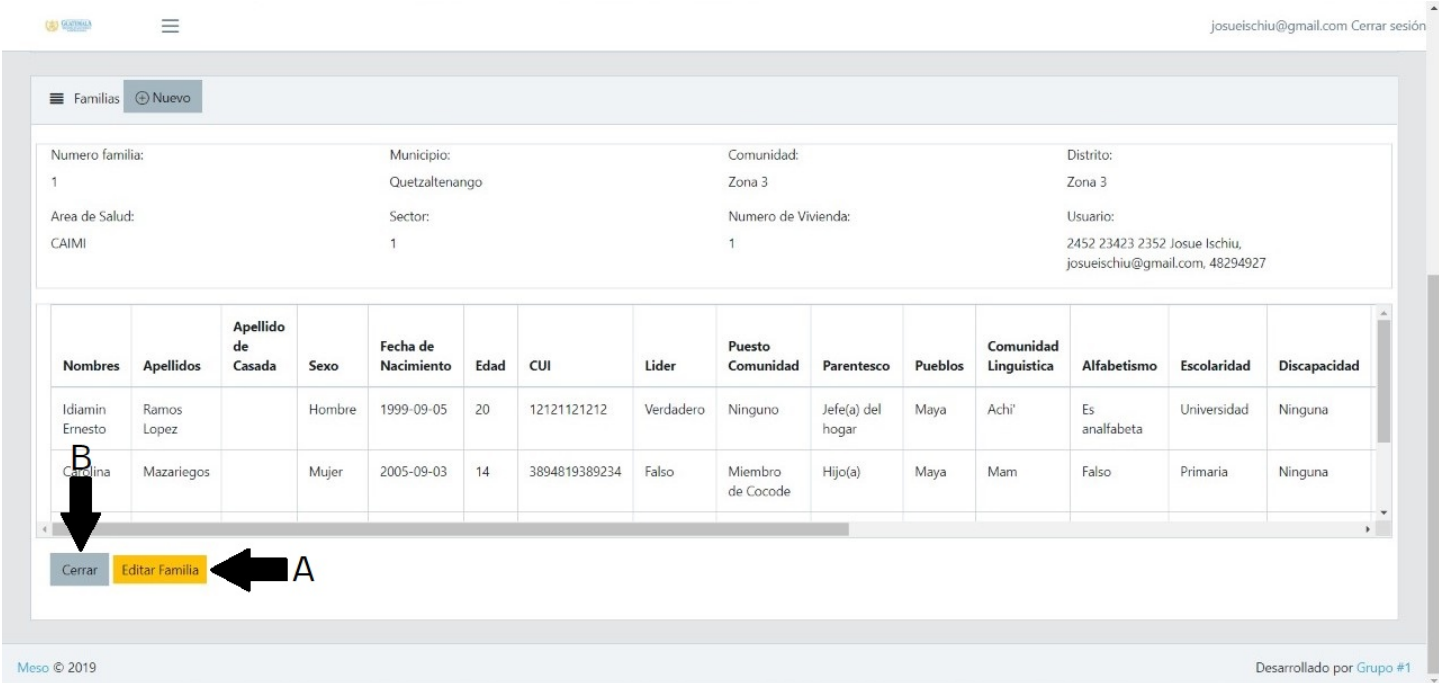 GUATEMALA
josueischiu@gmail.com Cerrar sesión
Familias Nuevo
Numero familia: Municipio: Comunidad: Distrito:
1 Quetzaltenango Zona 3 Zona 3
Area de Salud: Sector: Numero de Vivienda: Usuario:
CAIMI 1 1 2452 23423 2352 Josue Ischiu,
josueischiu@gmail.com, 48294927
Apellido
de Fecha de Puesto Comunidad
Nombres Apellidos Casada Sexo Nacimiento Edad CUI Lider Comunidad Parentesco Pueblos Linguistica Alfabetismo Escolaridad Discapacidad
Idiamin Ramos Hombre 1999-09-05 20 12121121212 Verdadero Ninguno Jefe(a) del Maya Achi' Es Universidad Ninguna
Ernesto Lopez hogar analfabeta
B
Carolina Mazariegos Mujer 2005-09-03 14 3894819389234 Falso Miembro Hijo(a) Maya Mam Falso Primaria Ninguna
de Cocode
Cerrar Editar Familia A
Meso © 2019 Desarrollado por Grupo #1